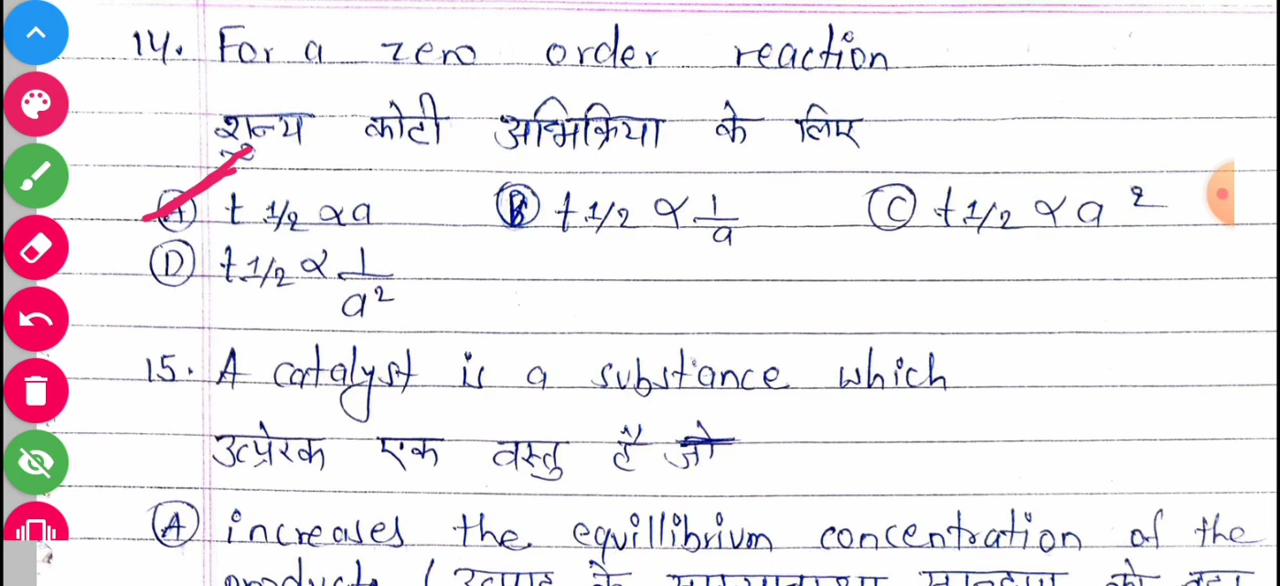 14. For a zero order reaction
शुन्य कोटी अभिक्रिया के लिए
(A) t 1/2 ∝ a (B) t 1/2 ∝ 1/a (C) t 1/2 ∝ a²
(D) t 1/2 ∝ 1/a²
15. A catalyst is a substance which
उत्प्रेरक एक वस्तु हैं जो
(A) increases the equillibrium concentration of the